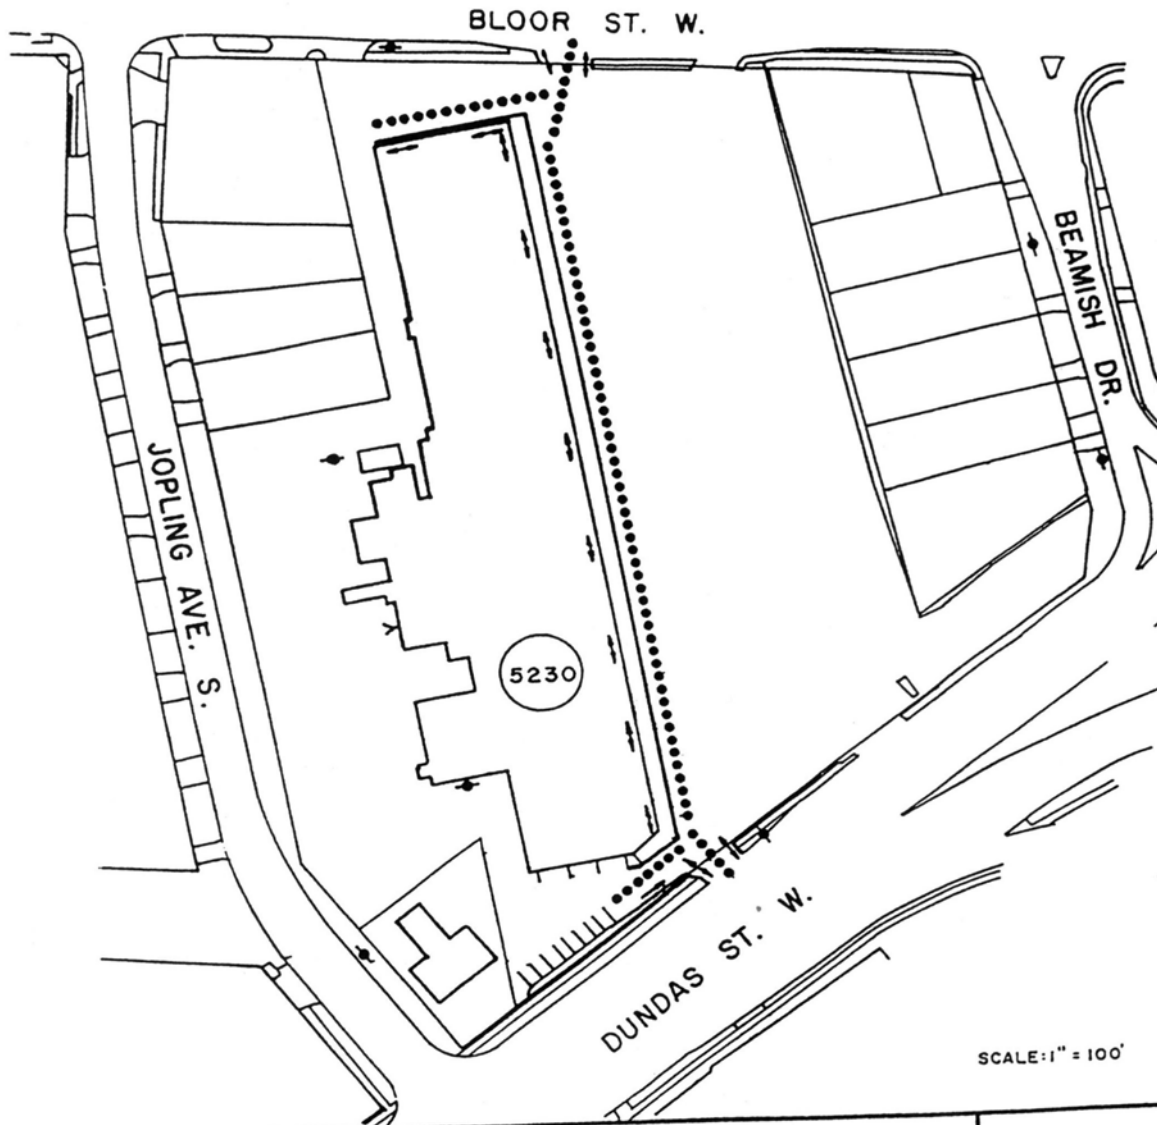 BLOOR ST. W.
BEAMISH DR.
JOPLING AVE. S.
5230
DUNDAS ST. W.
SCALE: 1" = 100'